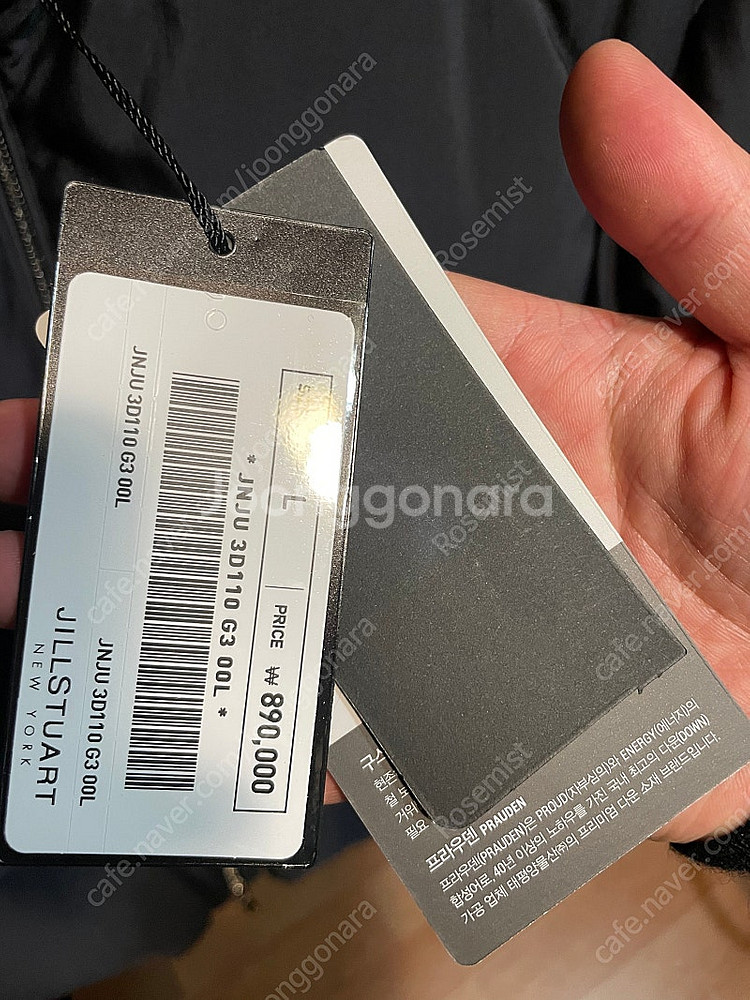 JNJU 3D110 G3 00L
JNJU 3D110 G3 00L
JILLSTUART
NEW YORK
* JNJU 3D110 G3 00L *
L
PRICE ₩ 890,000
프라우덴 PRAUDEN
프라우덴(PRAUDEN)은 PROUD(자부심의)와 ENERGY(에너지)의
합성어로, 40년 이상의 노하우를 가진 국내 최고의 다운(DOWN)
가공 업체 태평양물산㈜의 프리미엄 다운 소재 브랜드입니다.
Joonggonara
Rosemist
Rosemist
Rosemist
cafe.naver.com/joonggonara